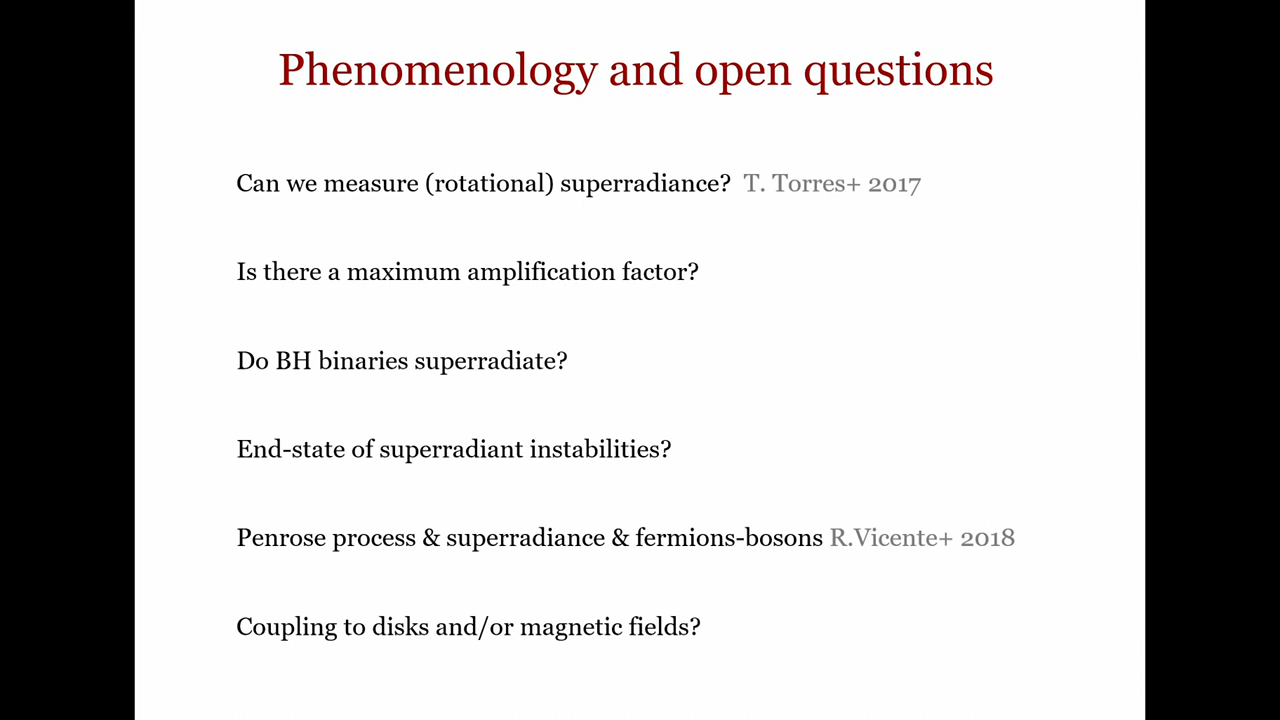 Phenomenology and open questions
Can we measure (rotational) superradiance? T. Torres+ 2017
Is there a maximum amplification factor?
Do BH binaries superradiate?
End-state of superradiant instabilities?
Penrose process & superradiance & fermions-bosons R.Vicente+ 2018
Coupling to disks and/or magnetic fields?